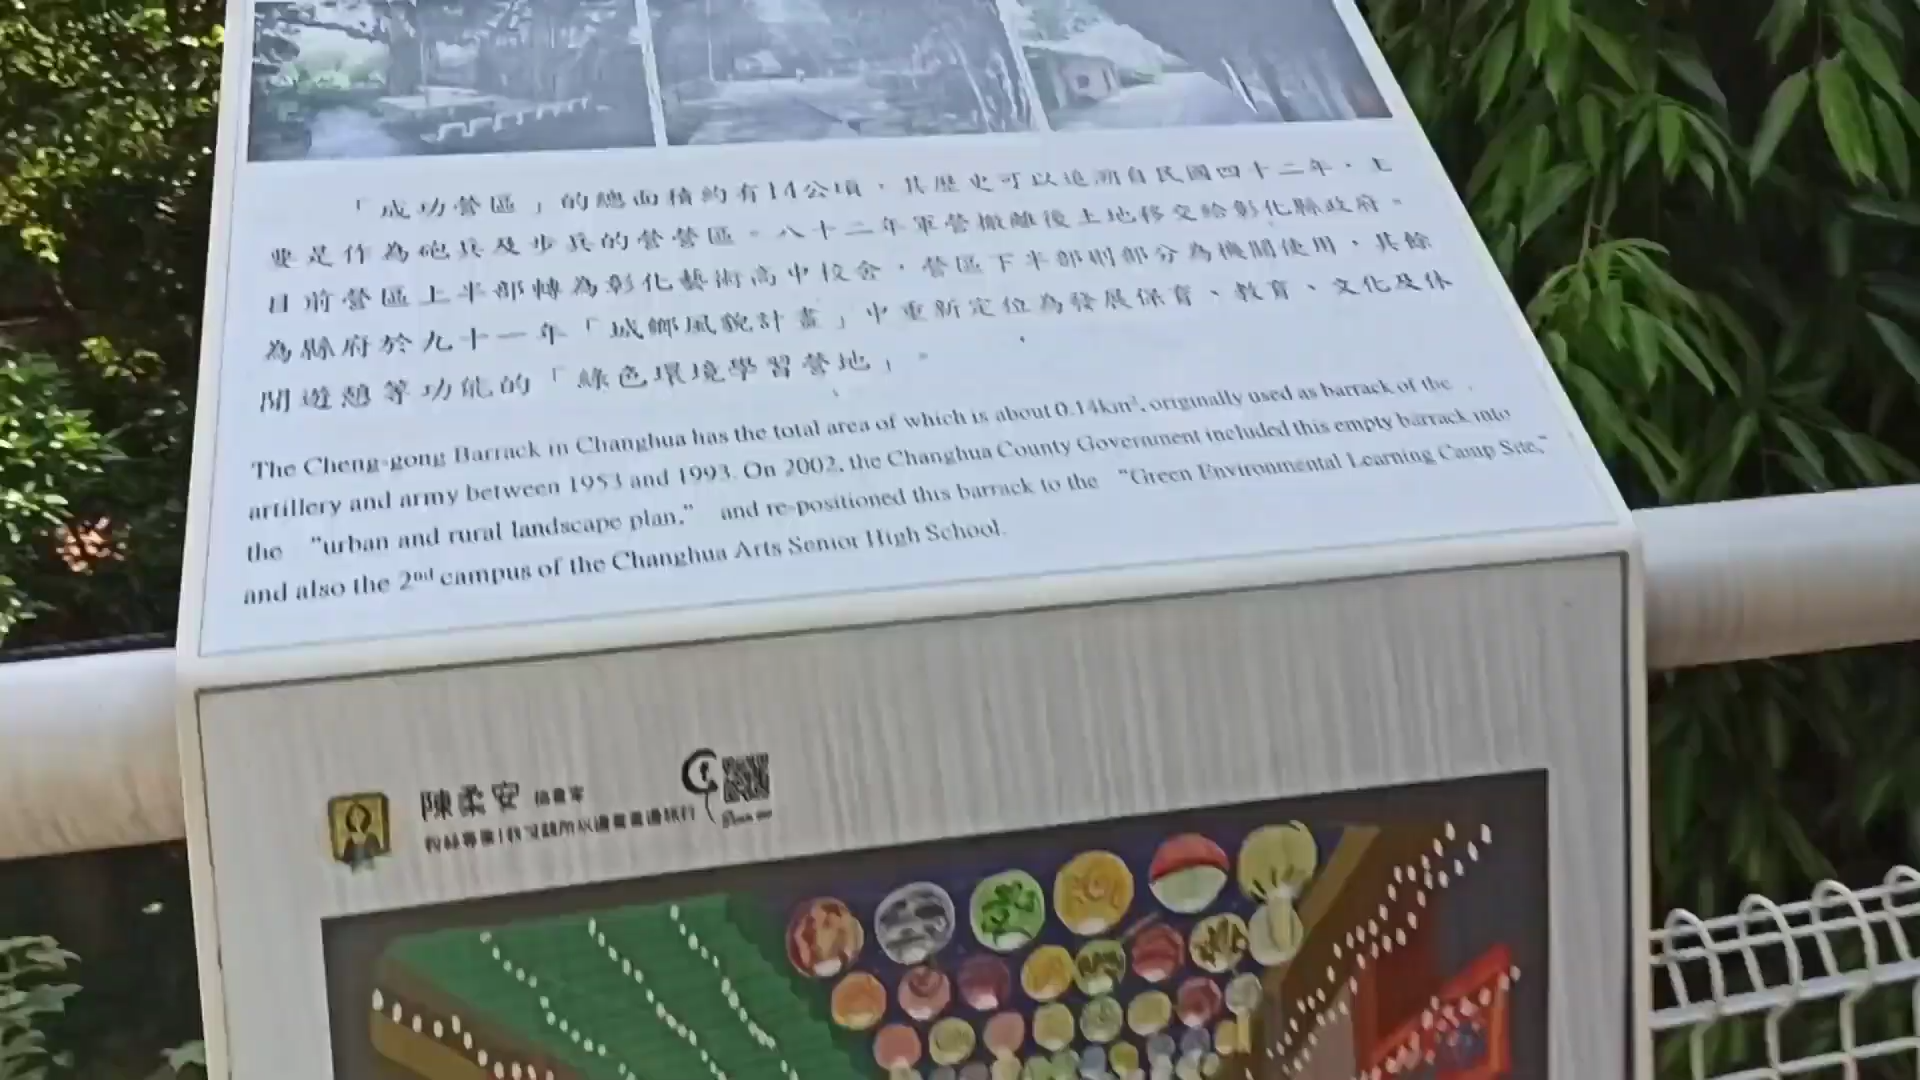 「成功營區」的總面積約有14公頃，其歷史可以追溯自民國四十二年，主
要是作為砲兵及步兵的營營區。八十二年軍營撤離後土地移交給彰化縣政府。
目前營區上半部轉為彰化藝術高中校舍，營區下半部則部分為機關使用，其餘
為縣府於九十一年「城鄉風貌計畫」中重新定位為發展保育、教育、文化及休
閒遊憩等功能的「綠色環境學習營地」。
The Cheng-gong Barrack in Changhua has the total area of which is about 0.14km², originally used as barrack of the
artillery and army between 1953 and 1993. On 2002, the Changhua County Government included this empty barrack into
the "urban and rural landscape plan," and re-positioned this barrack to the "Green Environmental Learning Camp Site,"
and also the 2nd campus of the Changhua Arts Senior High School.
陳柔安 插畫家
粉絲專業